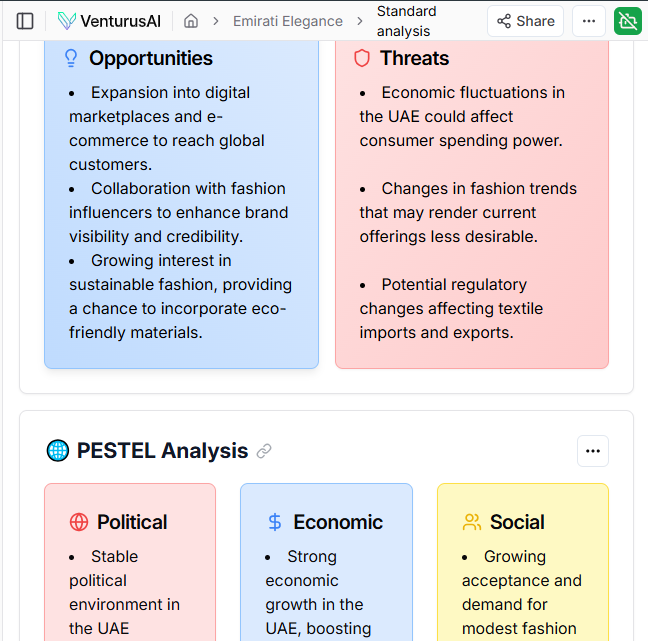 VenturusAI
Emirati Elegance
Standard
analysis
Share
Opportunities
• Expansion into digital
marketplaces and e-
commerce to reach global
customers.
• Collaboration with fashion
influencers to enhance brand
visibility and credibility.
• Growing interest in
sustainable fashion, providing
a chance to incorporate eco-
friendly materials.
Threats
• Economic fluctuations in
the UAE could affect
consumer spending power.
• Changes in fashion trends
that may render current
offerings less desirable.
• Potential regulatory
changes affecting textile
imports and exports.
PESTEL Analysis
Political
• Stable
political
environment in
the UAE
Economic
• Strong
economic
growth in the
UAE, boosting
Social
• Growing
acceptance and
demand for
modest fashion